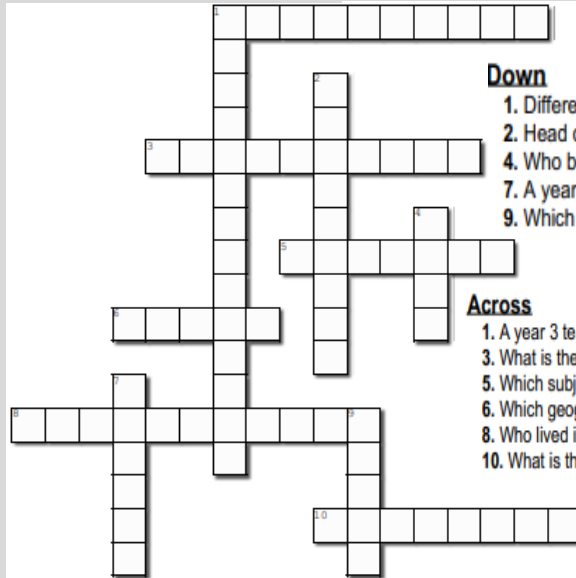 1
2
3
4
5
6
7
8
9
10
Down
1. Differe
2. Head
4. Who b
7. A year
9. Which
Across
1. A year 3 te
3. What is the
5. Which subj
6. Which geog
8. Who lived i
10. What is th